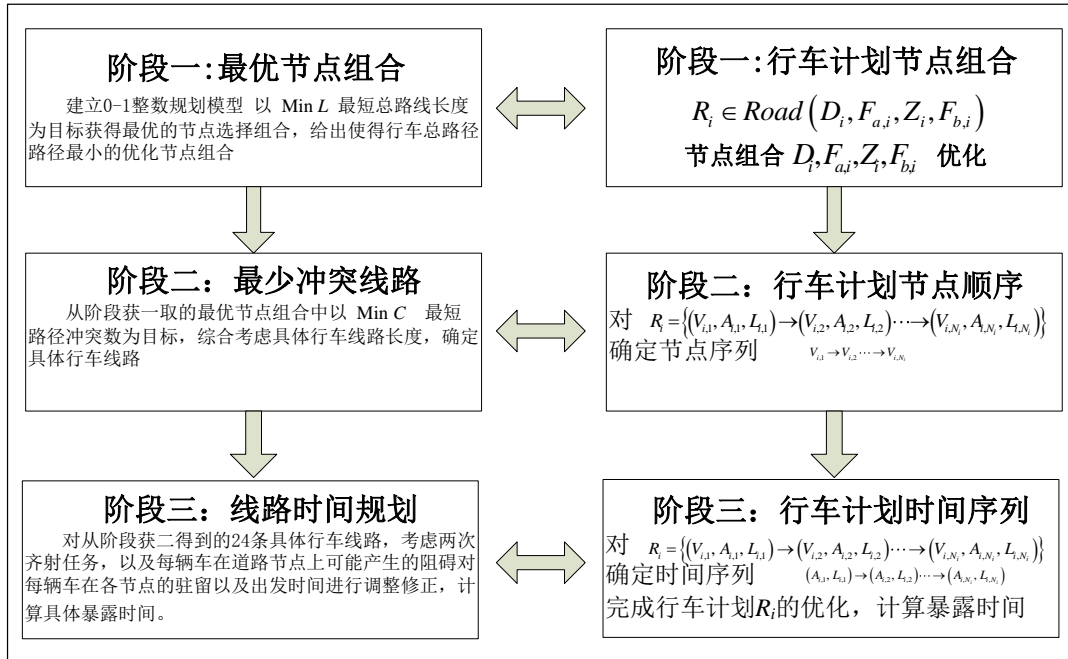 阶段一:最优节点组合
建立0-1整数规划模型 以 Min L 最短总路线长度
为目标获得最优的节点选择组合，给出使得行车总路径
路径最小的优化节点组合
阶段一:行车计划节点组合
R_i ∈ Road(D_i, F_{a,i}, Z_i, F_{b,i})
节点组合 D_i, F_{a,i}, Z_i, F_{b,i} 优化
阶段二：最少冲突线路
从阶段获一取的最优节点组合中以 Min C 最短
路径冲突数为目标，综合考虑具体行车线路长度，确定
具体行车线路
阶段二：行车计划节点顺序
对 R_i = {(V_{i,1}, A_{i,1}, L_{i,1}) → (V_{i,2}, A_{i,2}, L_{i,2}) ⋯ → (V_{i,N_i}, A_{i,N_i}, L_{i,N_i})}
确定节点序列 V_{i,1} → V_{i,2} ⋯ → V_{i,N_i}
阶段三：线路时间规划
对从阶段获二得到的24条具体行车线路，考虑两次
齐射任务，以及每辆车在道路节点上可能产生的阻碍对
每辆车在各节点的驻留以及出发时间进行调整修正，计
算具体暴露时间。
阶段三：行车计划时间序列
对 R_i = {(V_{i,1}, A_{i,1}, L_{i,1}) → (V_{i,2}, A_{i,2}, L_{i,2}) ⋯ → (V_{i,N_i}, A_{i,N_i}, L_{i,N_i})}
确定时间序列 (A_{i,1}, L_{i,1}) → (A_{i,2}, L_{i,2}) ⋯ → (A_{i,N_i}, L_{i,N_i})
完成行车计划R_i的优化，计算暴露时间